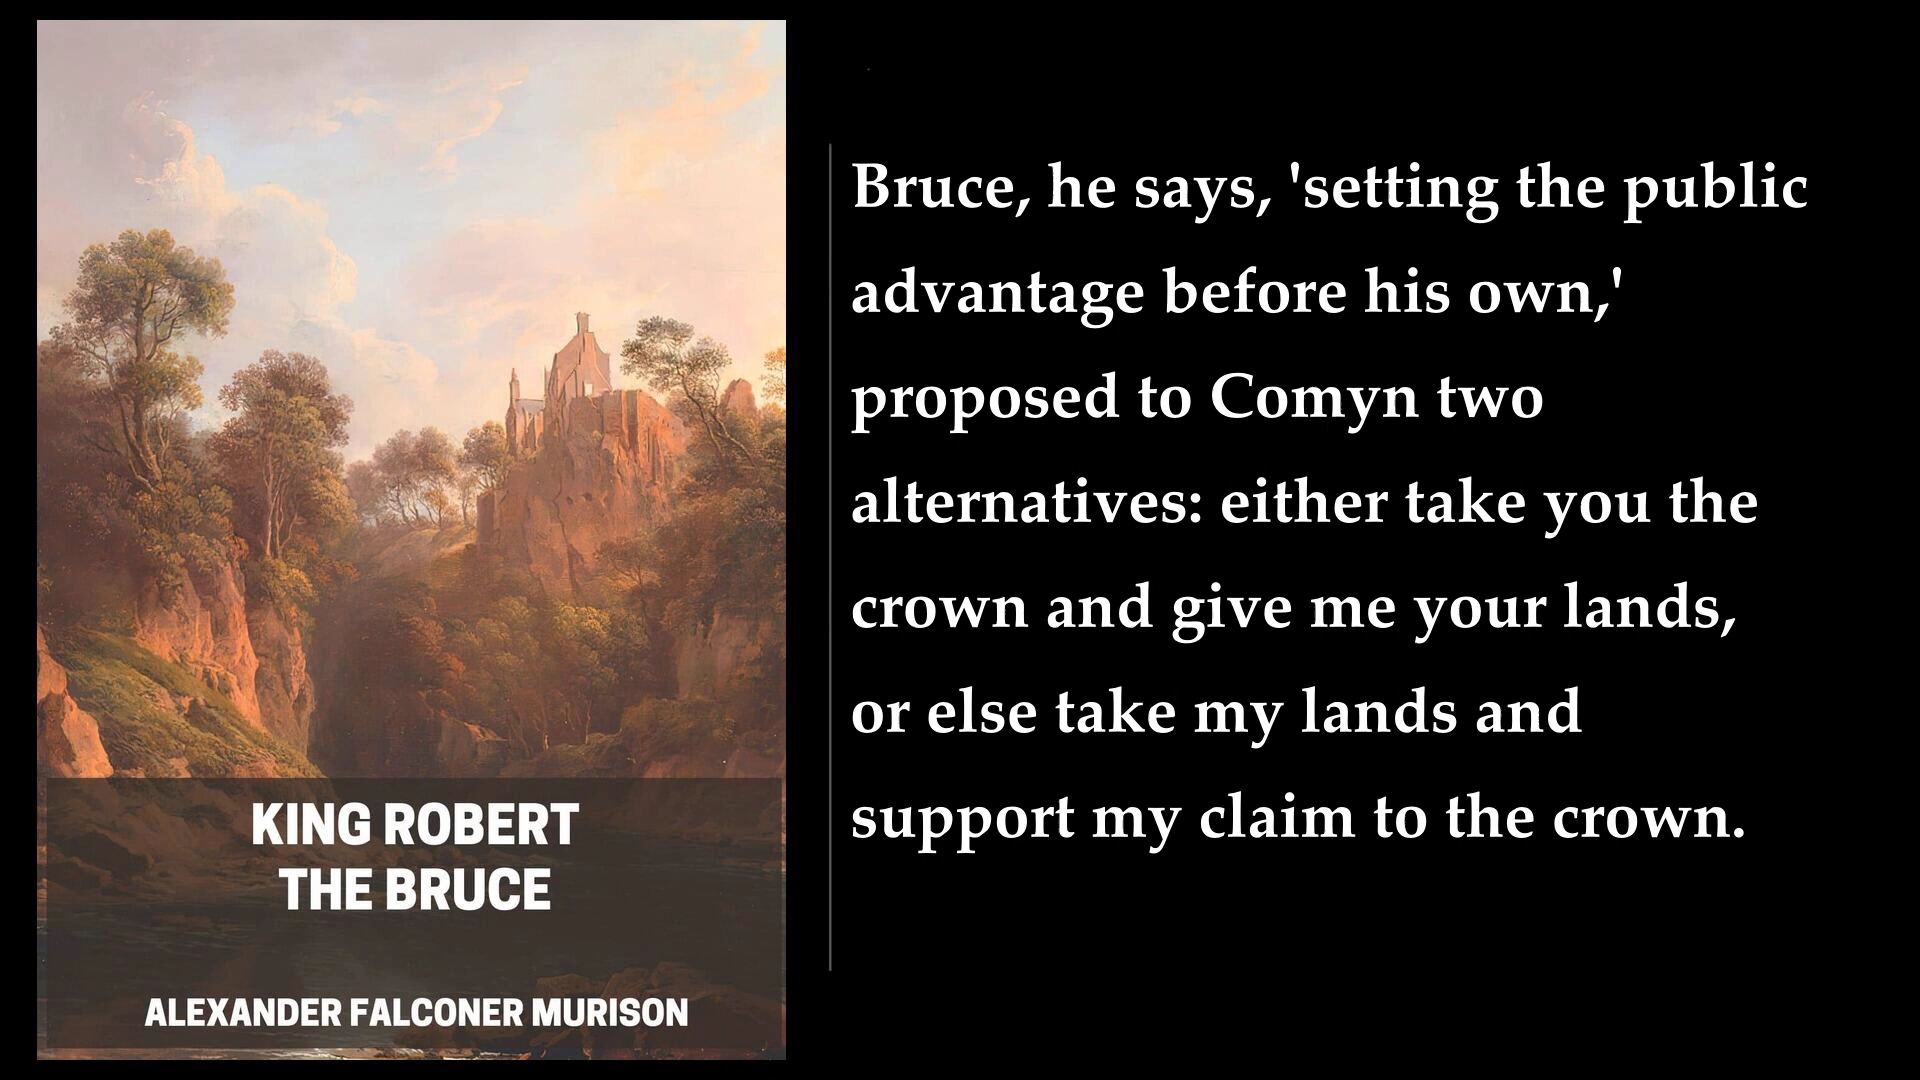 KING ROBERT
THE BRUCE
ALEXANDER FALCONER MURISON
Bruce, he says, 'setting the public
advantage before his own,'
proposed to Comyn two
alternatives: either take you the
crown and give me your lands,
or else take my lands and
support my claim to the crown.